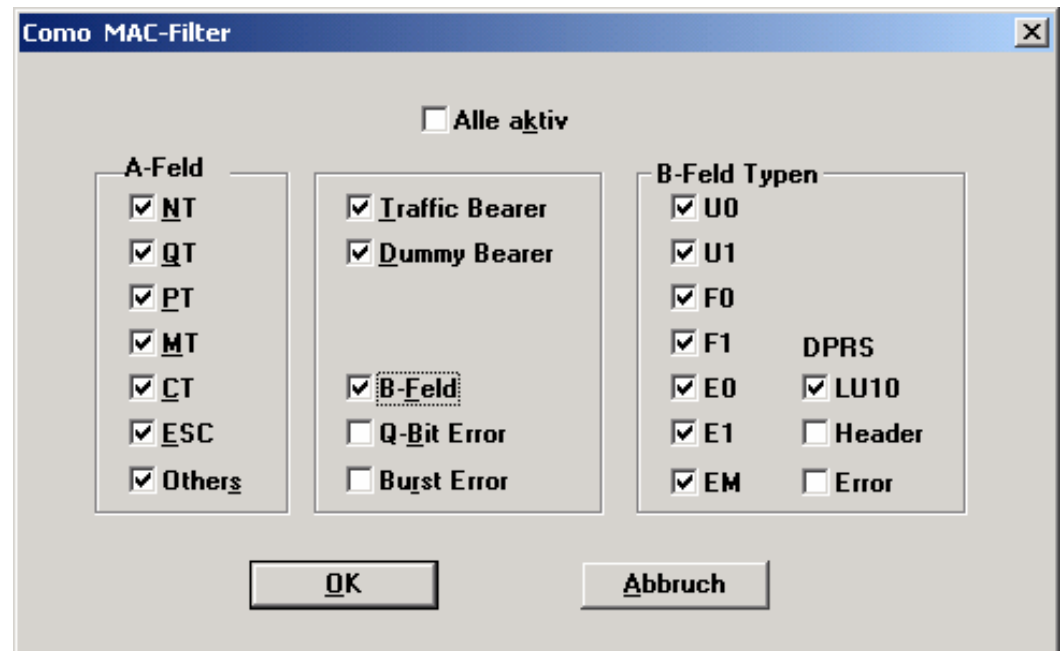 Como MAC-Filter
Alle aktiv
A-Feld
NT
QT
PT
MT
CT
ESC
Others
Traffic Bearer
Dummy Bearer
B-Feld
Q-Bit Error
Burst Error
B-Feld Typen
U0
U1
F0
F1
E0
E1
EM
DPRS
LU10
Header
Error
OK
Abbruch